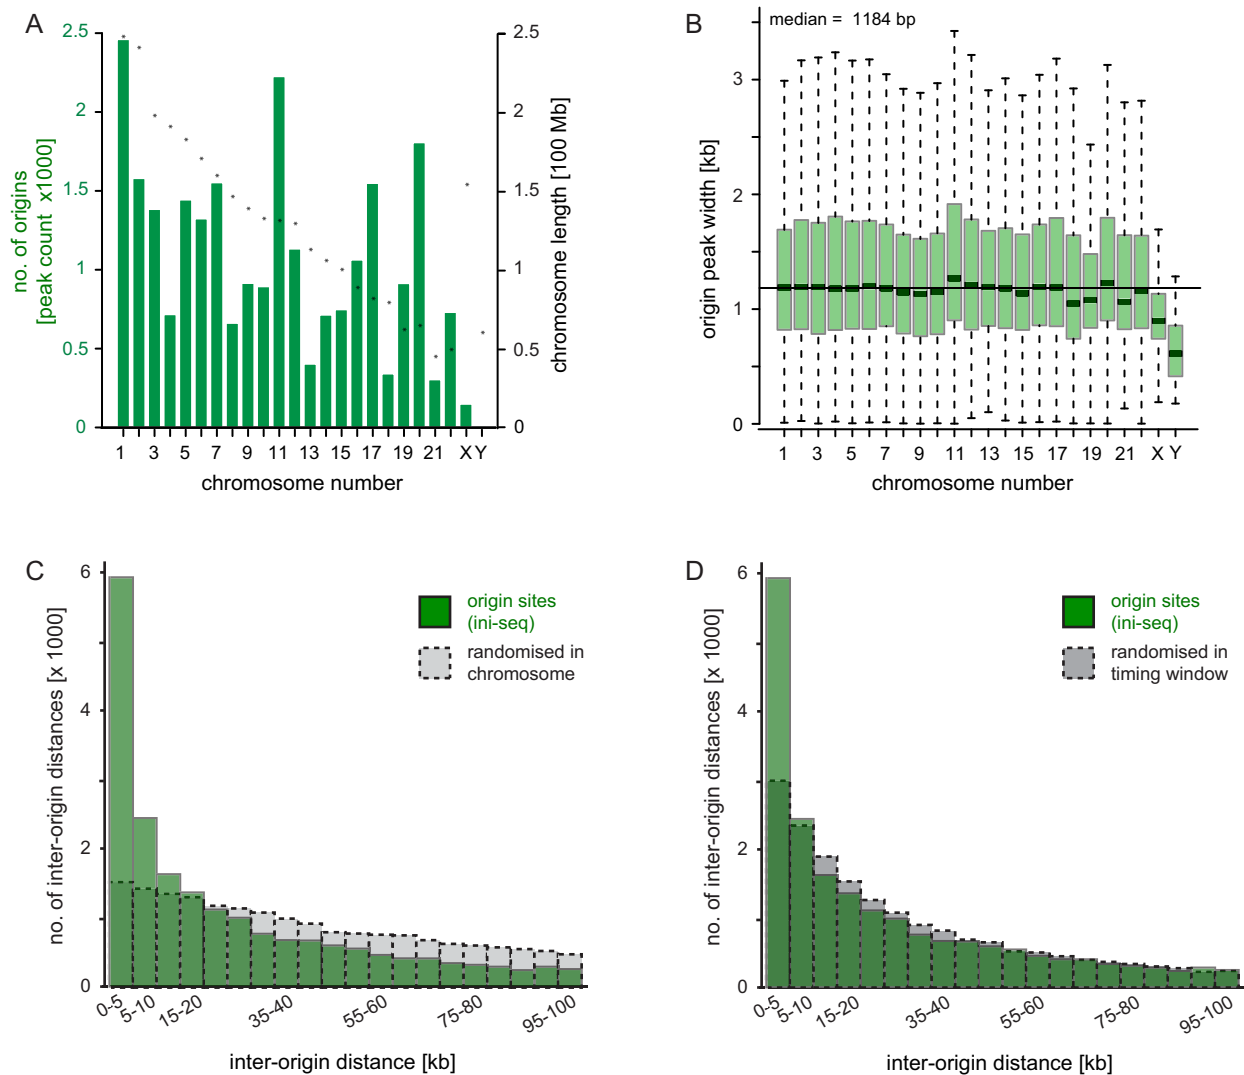 A
2.5
2
1.5
1
0.5
0
no. of origins
[peak count x1000]
2.5
2
1.5
1
0.5
0
chromosome length [100 Mb]
1 3 5 7 9 11 13 15 17 19 21 X Y
chromosome number
B
median = 1184 bp
3
2
1
0
origin peak width [kb]
1 3 5 7 9 11 13 15 17 19 21 X Y
chromosome number
C
6
4
2
0
no. of inter-origin distances [x 1000]
origin sites
(ini-seq)
randomised in
chromosome
0-5 5-10 15-20 35-40 55-60 75-80 95-100
inter-origin distance [kb]
D
6
4
2
0
no. of inter-origin distances [x 1000]
origin sites
(ini-seq)
randomised in
timing window
0-5 5-10 15-20 35-40 55-60 75-80 95-100
inter-origin distance [kb]